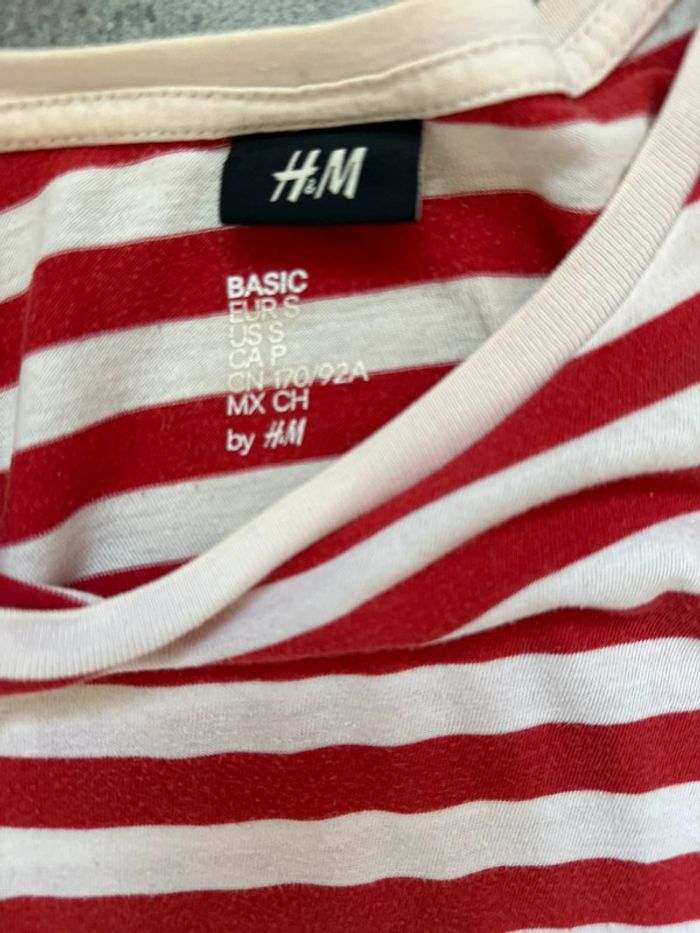 H&M
BASIC
EUR S
US S
CA P
CN 170/92A
MX CH
by H&M